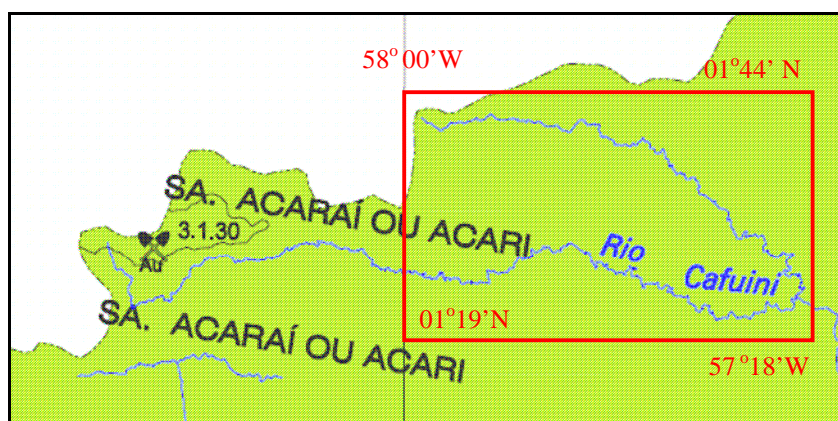 58° 00’W
01°44’ N
SA. ACARAÍ OU ACARI
3.1.30
Au
Rio Cafuini
01°19’N
SA. ACARAÍ OU ACARI
57°18’W